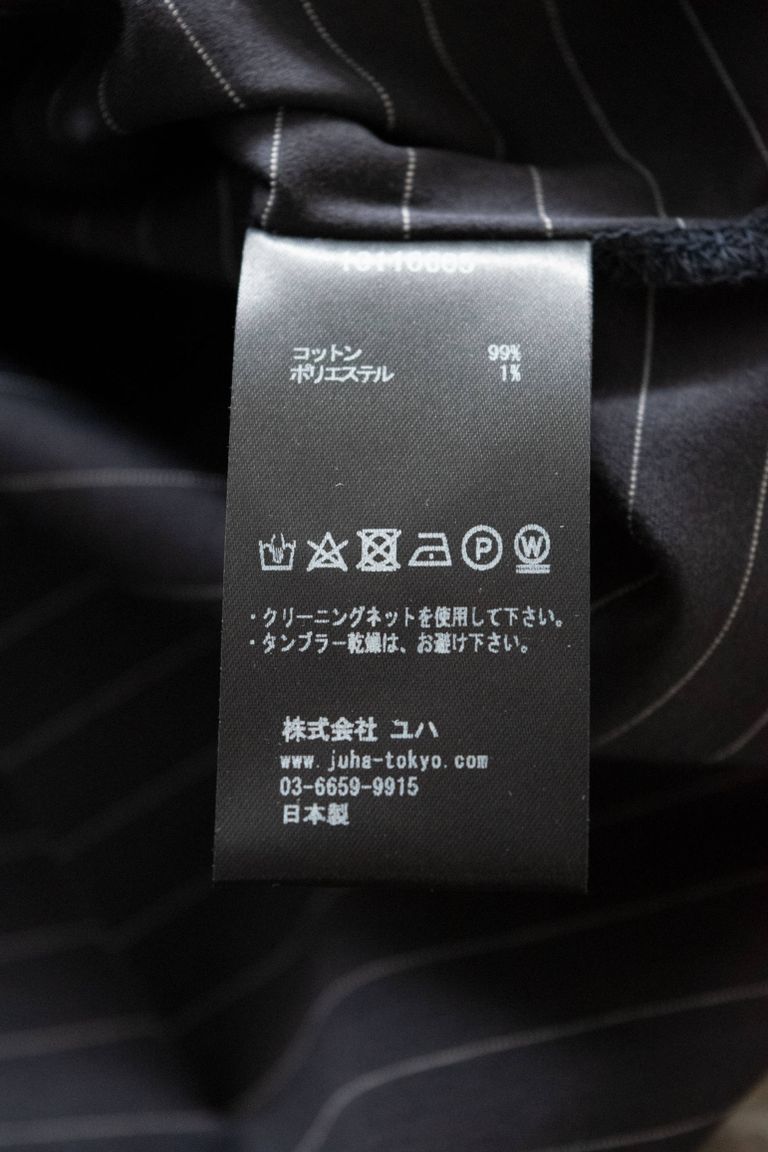 コットン 99%
ポリエステル 1%
P W
・クリーニングネットを使用して下さい。
・タンブラー乾燥は、お避け下さい。
株式会社 ユハ
www.juha-tokyo.com
03-6659-9915
日本製